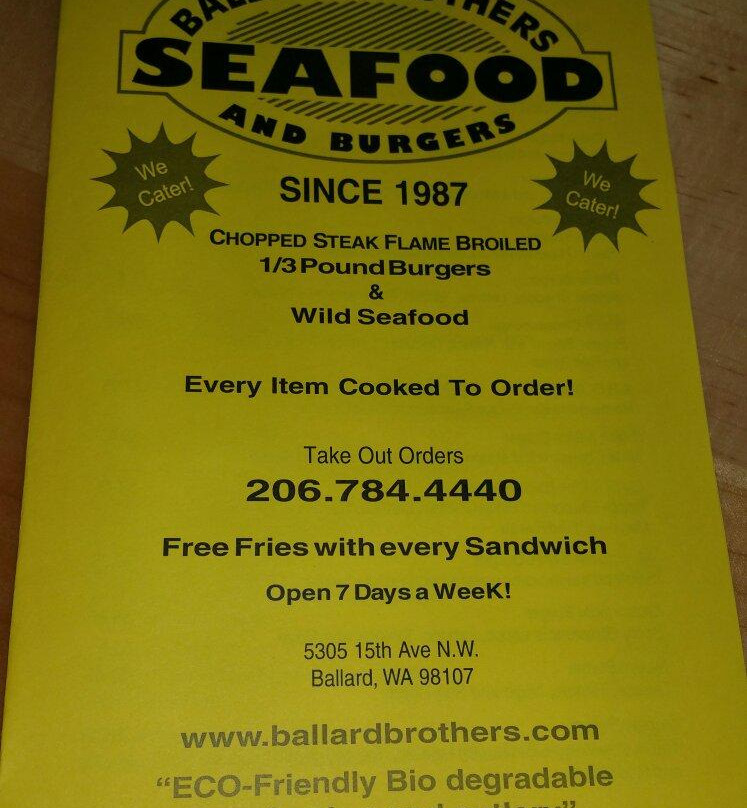 SEAFOOD
AND BURGERS
We
Cater!
We
Cater!
SINCE 1987
CHOPPED STEAK FLAME BROILED
1/3 Pound Burgers
&
Wild Seafood
Every Item Cooked To Order!
Take Out Orders
206.784.4440
Free Fries with every Sandwich
Open 7 Days a WeeK!
5305 15th Ave N.W.
Ballard, WA 98107
www.ballardbrothers.com
“ECO-Friendly Bio degradable